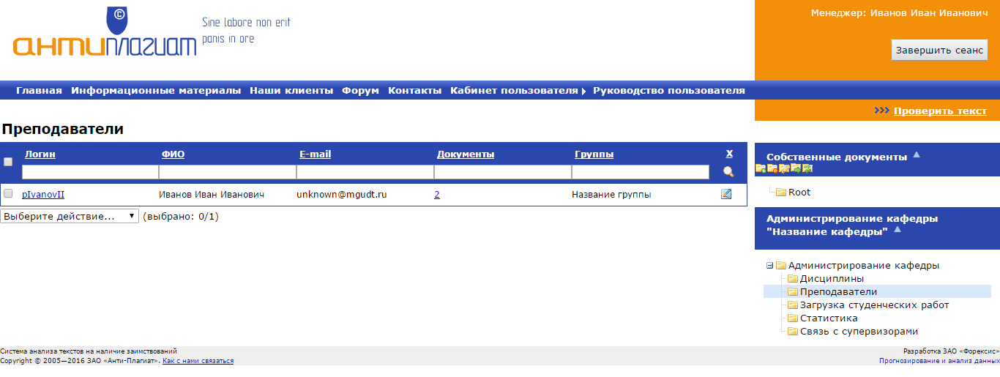 ©
антиплагиат
Sine labore non erit
panis in ore
Менеджер: Иванов Иван Иванович
Завершить сеанс
Главная Информационные материалы Наши клиенты Форум Контакты Кабинет пользователя Руководство пользователя
Проверить текст
Преподаватели
Логин ФИО E-mail Документы Группы X
pIvanovII Иванов Иван Иванович unknown@mgudt.ru 2 Название группы
Выберите действие... (выбрано: 0/1)
Собственные документы
Root
Администрирование кафедры
"Название кафедры"
Администрирование кафедры
Дисциплины
Преподаватели
Загрузка студенческих работ
Статистика
Связь с супервизорами
Система анализа текстов на наличие заимствований
Copyright © 2005—2016 ЗАО «Анти-Плагиат». Как с нами связаться
Разработка ЗАО «Форексис»
Прогнозирование и анализ данных